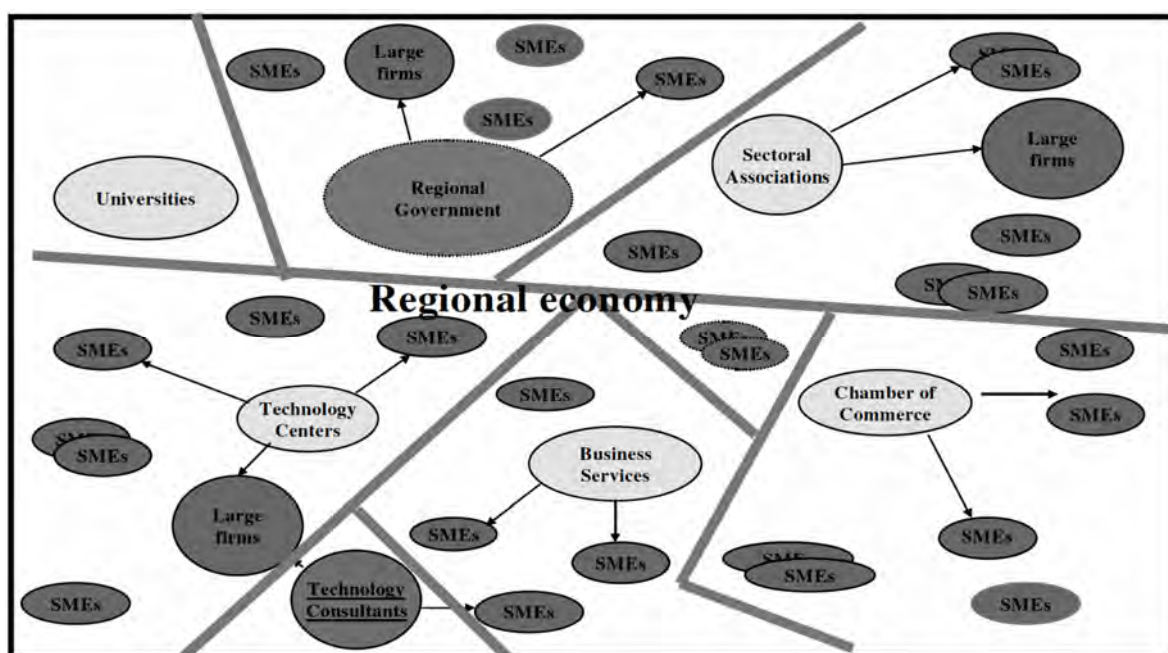 SMEs
Large
firms
SMEs
SMEs
SMEs
Universities
Regional
Government
SMEs
SMEs
Sectoral
Associations
Large
firms
SMEs
SMEs
SMEs
Regional economy
SMEs
SMEs
SMEs
Technology
Centers
SMEs
Large
firms
SMEs
SMEs
SMEs
Business
Services
SMEs
SMEs
Technology
Consultants
SMEs
SMEs
Chamber of
Commerce
SMEs
SMEs
SMEs
SMEs